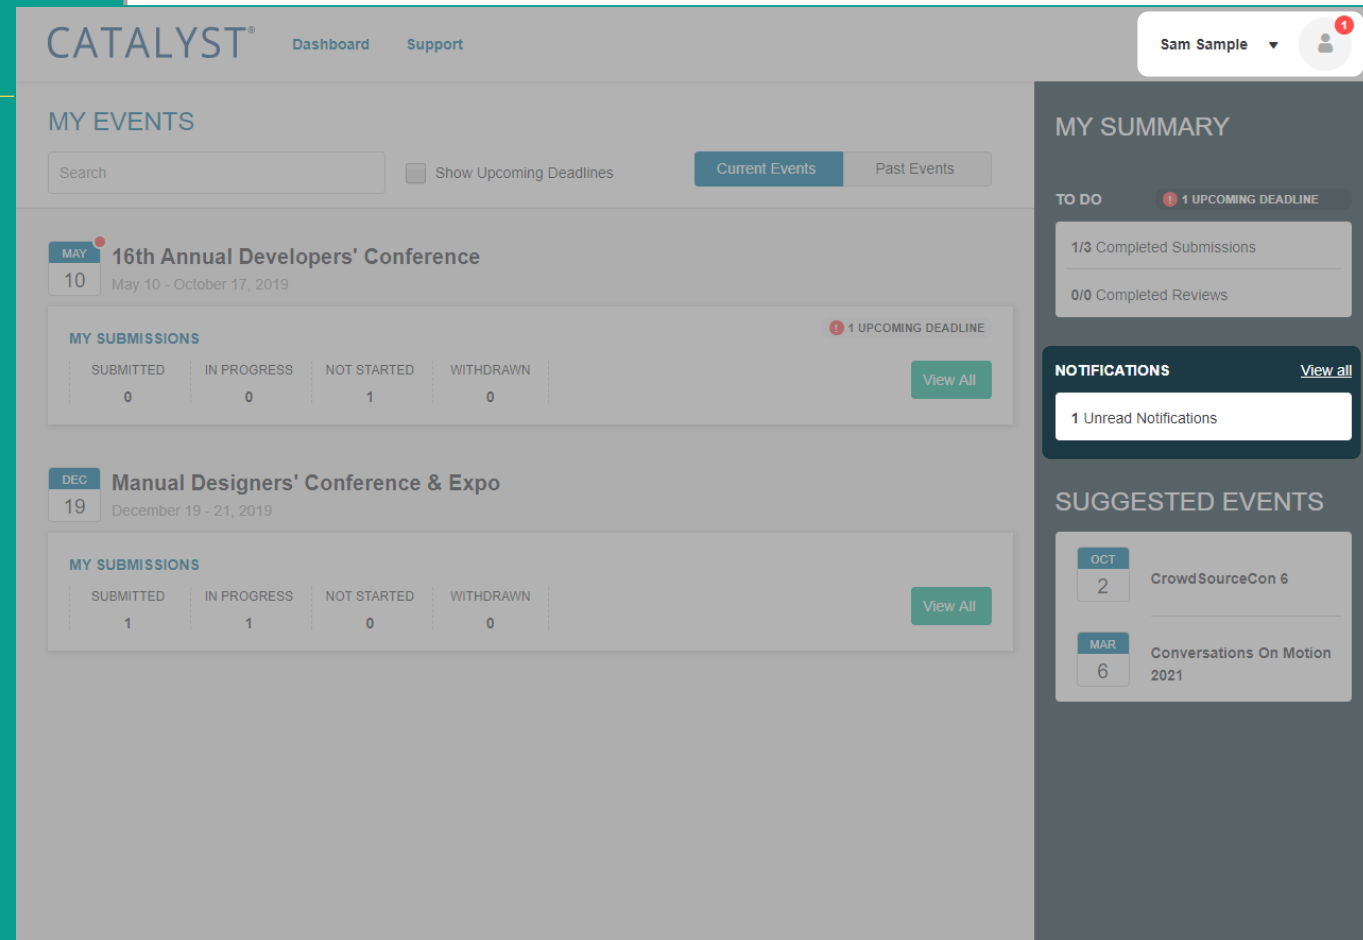 CATALYST®
Dashboard
Support
Sam Sample
1
MY EVENTS
Search
Show Upcoming Deadlines
Current Events
Past Events
MAY
10
16th Annual Developers' Conference
May 10 - October 17, 2019
MY SUBMISSIONS
! 1 UPCOMING DEADLINE
SUBMITTED IN PROGRESS NOT STARTED WITHDRAWN
0 0 1 0
View All
DEC
19
Manual Designers' Conference & Expo
December 19 - 21, 2019
MY SUBMISSIONS
SUBMITTED IN PROGRESS NOT STARTED WITHDRAWN
1 1 0 0
View All
MY SUMMARY
TO DO
! 1 UPCOMING DEADLINE
1/3 Completed Submissions
0/0 Completed Reviews
NOTIFICATIONS
View all
1 Unread Notifications
SUGGESTED EVENTS
OCT
2
CrowdSourceCon 6
MAR
6
Conversations On Motion
2021